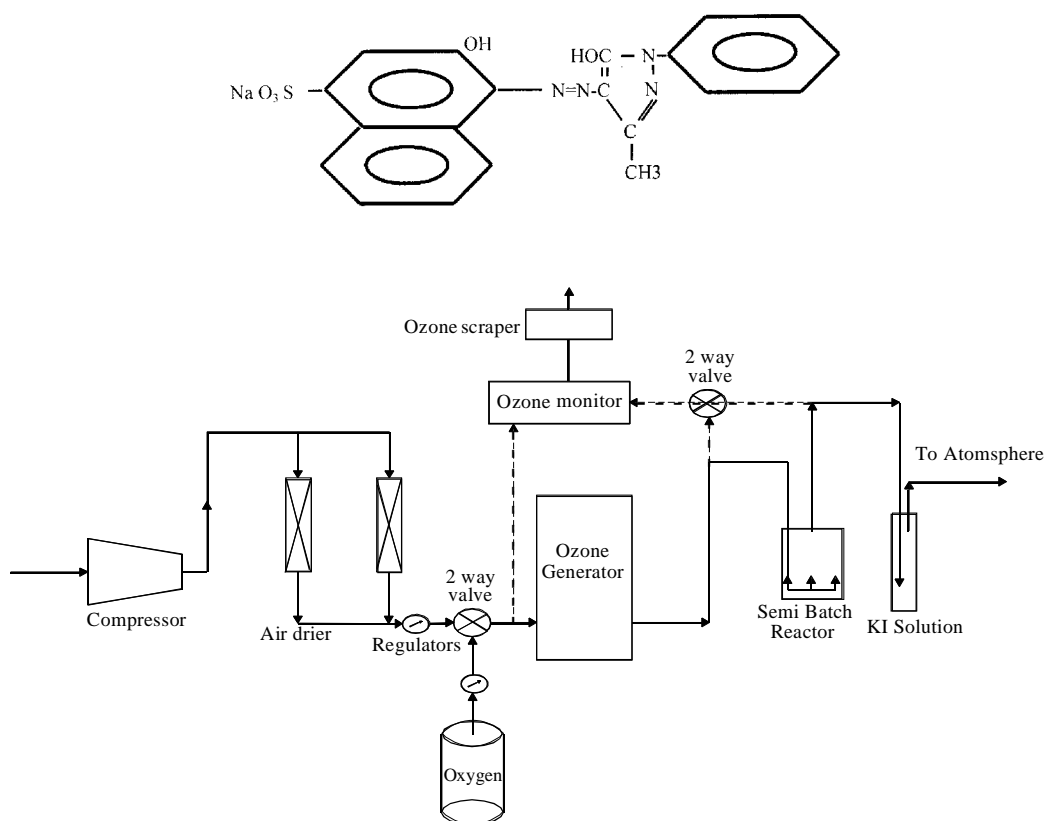 OH
HOC
N
Na O3 S
N=N-C
N
C
CH3
Ozone scraper
2 way
valve
Ozone monitor
To Atomsphere
Ozone
Generator
2 way
valve
Compressor
Air drier
Regulators
Semi Batch
Reactor
KI Solution
Oxygen